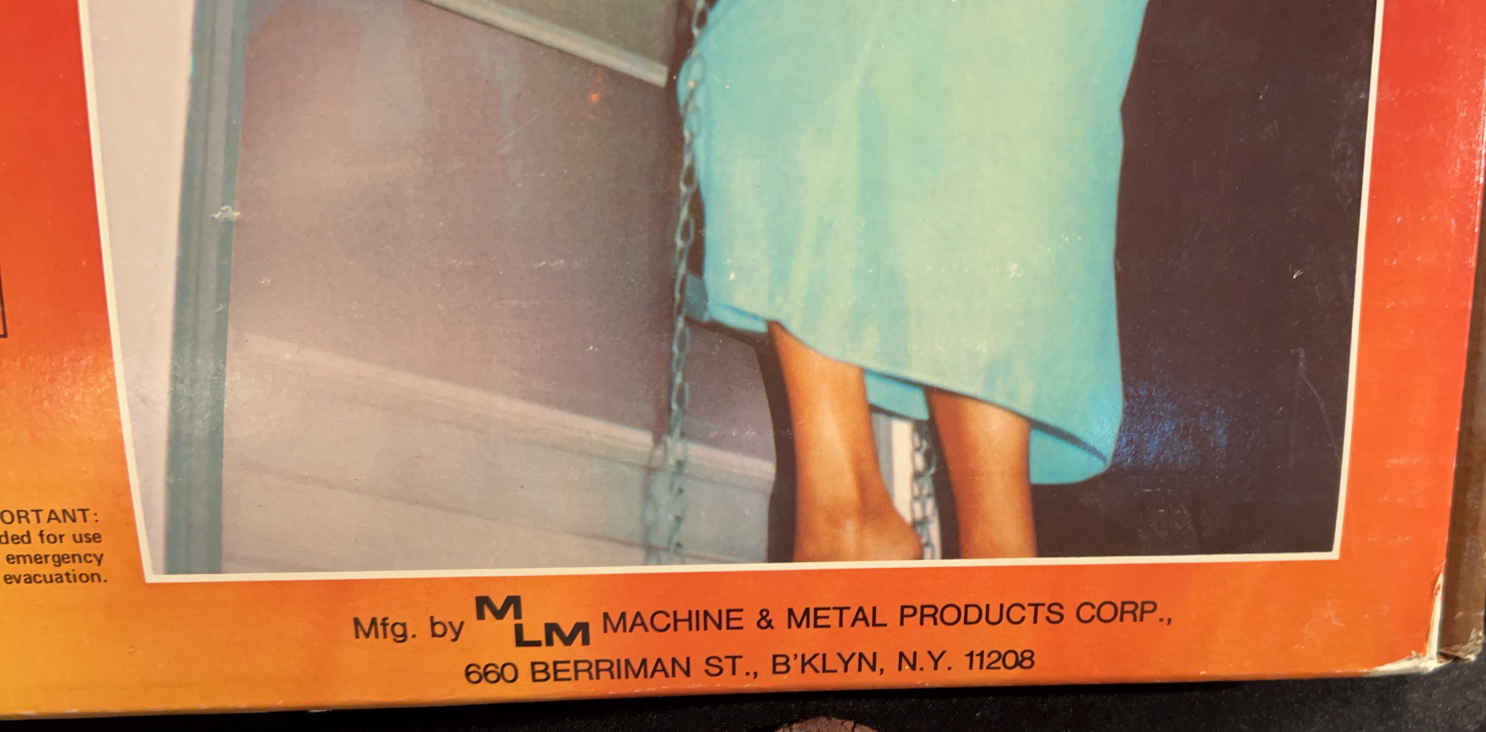 ORTANT:
ded for use
emergency
evacuation.
Mfg. by MLM MACHINE & METAL PRODUCTS CORP.,
660 BERRIMAN ST., B'KLYN, N.Y. 11208